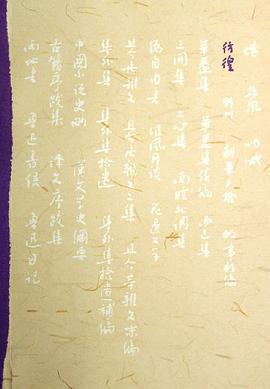 坟 热风 呐喊
彷徨 野草 朝花夕拾 故事新编
华盖集 华盖集续编 而已集
三闲集 二心集 南腔北调集
伪自由书 准风月谈 花边文学
且介亭杂文 且介亭杂文二集 且介亭杂文末编
集外集 集外集拾遗 集外集拾遗补编
中国小说史略 汉文学史纲要
古籍序跋集 译文序跋集
两地书 鲁迅书信 鲁迅日记